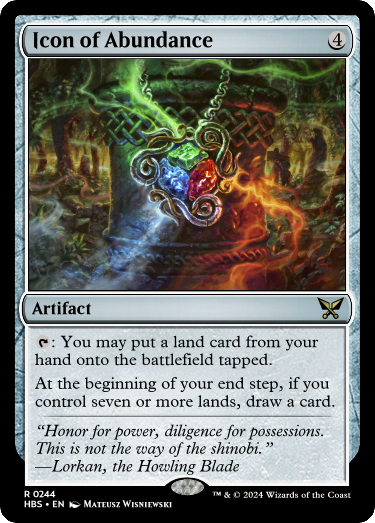 Icon of Abundance 4
Artifact
: You may put a land card from your
hand onto the battlefield tapped.
At the beginning of your end step, if you
control seven or more lands, draw a card.
“Honor for power, diligence for possessions.
This is not the way of the shinobi.”
—Lorkan, the Howling Blade
R 0244
HBS • EN Mateusz Wisniewski
™ & © 2024 Wizards of the Coast